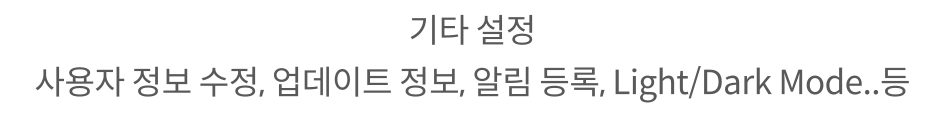 기타 설정
사용자 정보 수정, 업데이트 정보, 알림 등록, Light/Dark Mode..등